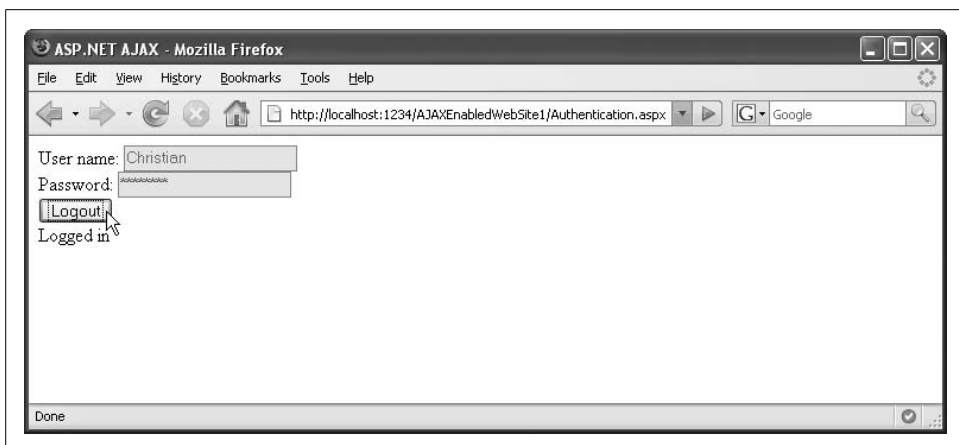 ASP.NET AJAX - Mozilla Firefox
File Edit View History Bookmarks Tools Help
http://localhost:1234/AJAXEnabledWebSite1/Authentication.aspx G Google
User name: Christian
Password: ********
Logout
Logged in
Done